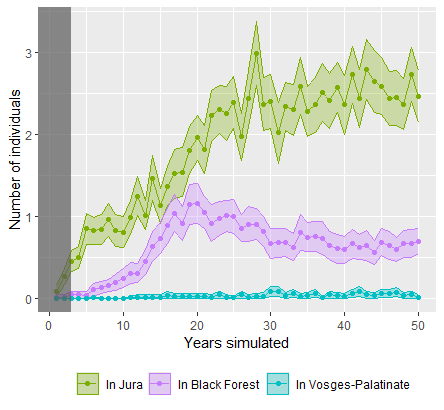 Number of individuals
3
2
1
0
0
10
20
30
40
50
Years simulated
In Jura
In Black Forest
In Vosges-Palatinate